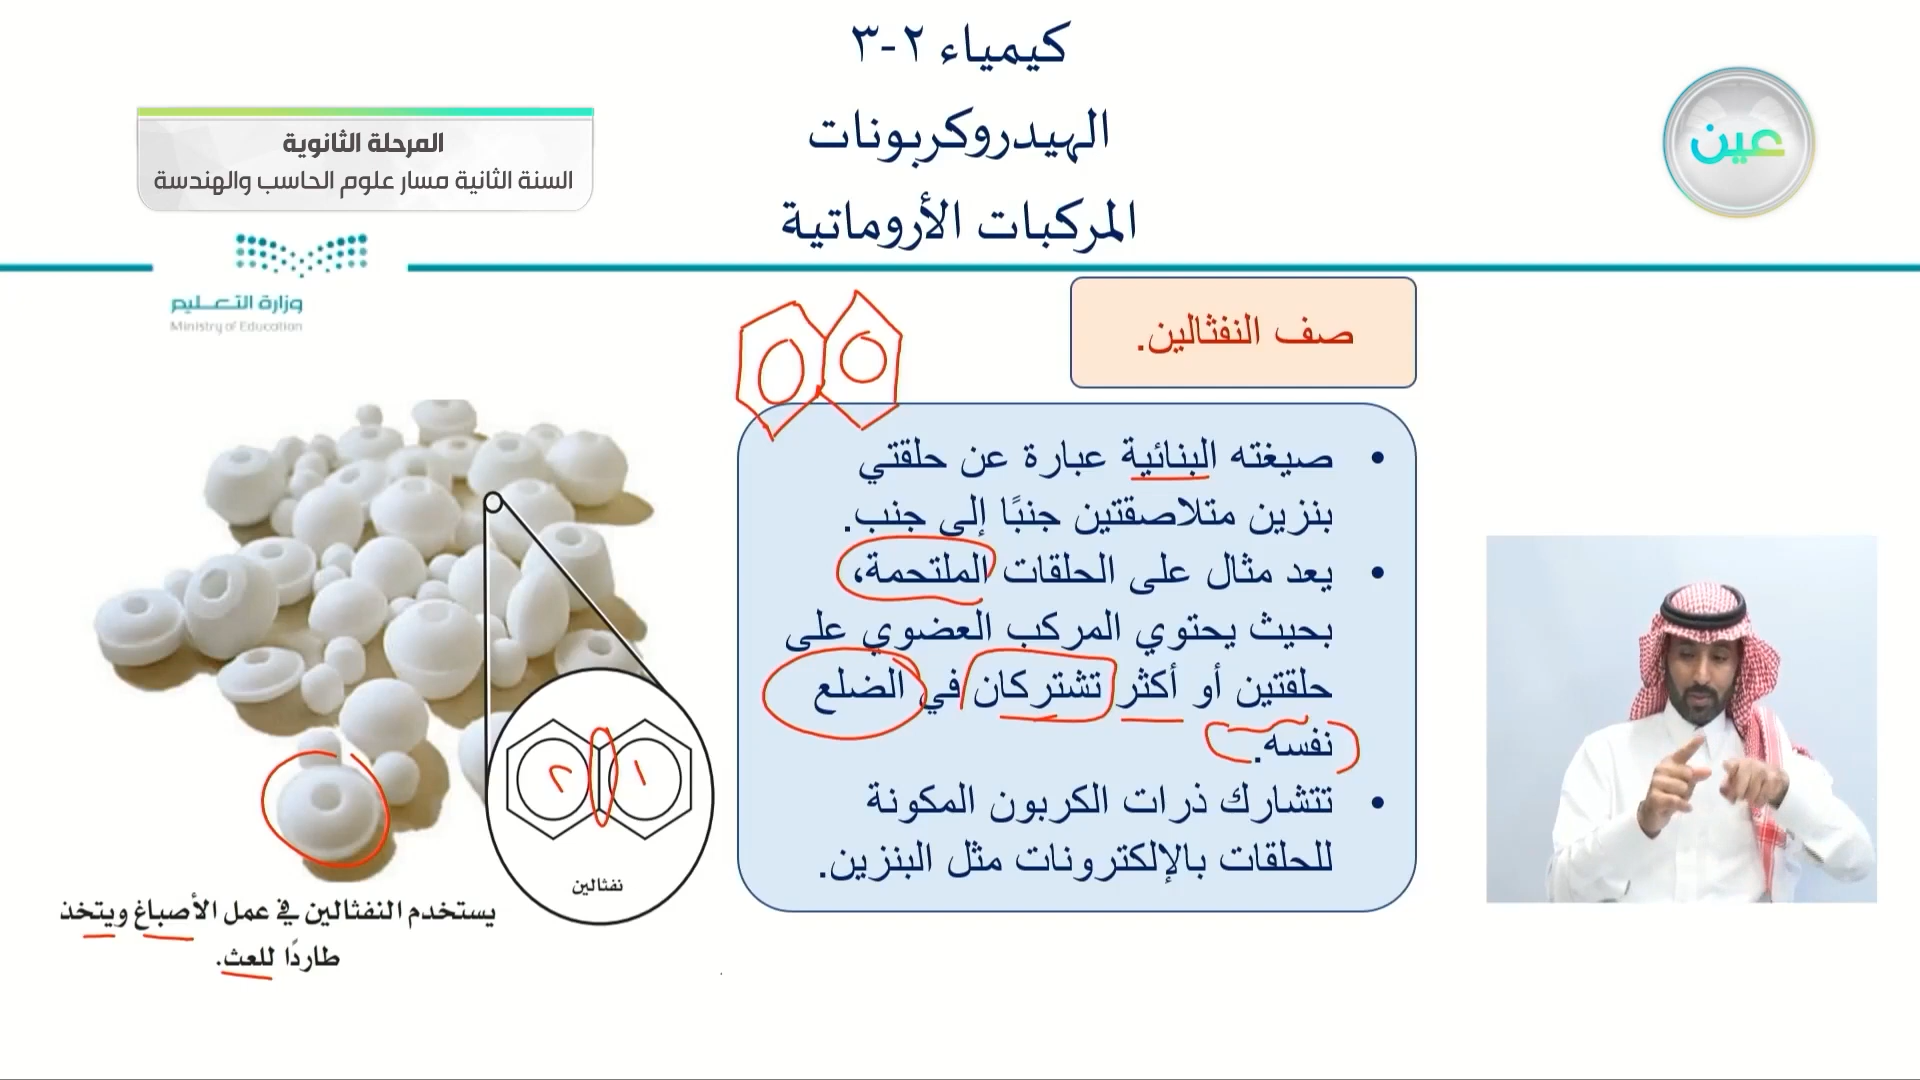 كيمياء ٢-٣
الهيدروكربونات
المركبات الأروماتية
عين
المرحلة الثانوية
السنة الثانية مسار علوم الحاسب والهندسة
وزارة التعليم
Ministry of Education
صف النفثالين.
• صيغته البنائية عبارة عن حلقتي
بنزين متلاصقتين جنبًا إلى جنب.
• يعد مثال على الحلقات الملتحمة،
بحيث يحتوي المركب العضوي على
حلقتين أو أكثر تشتركان في الضلع
نفسه.
• تتشارك ذرات الكربون المكونة
للحلقات بالإلكترونات مثل البنزين.
١ ٢
نفثالين
يستخدم النفثالين في عمل الأصباغ ويتخذ
طاردًا للعث.